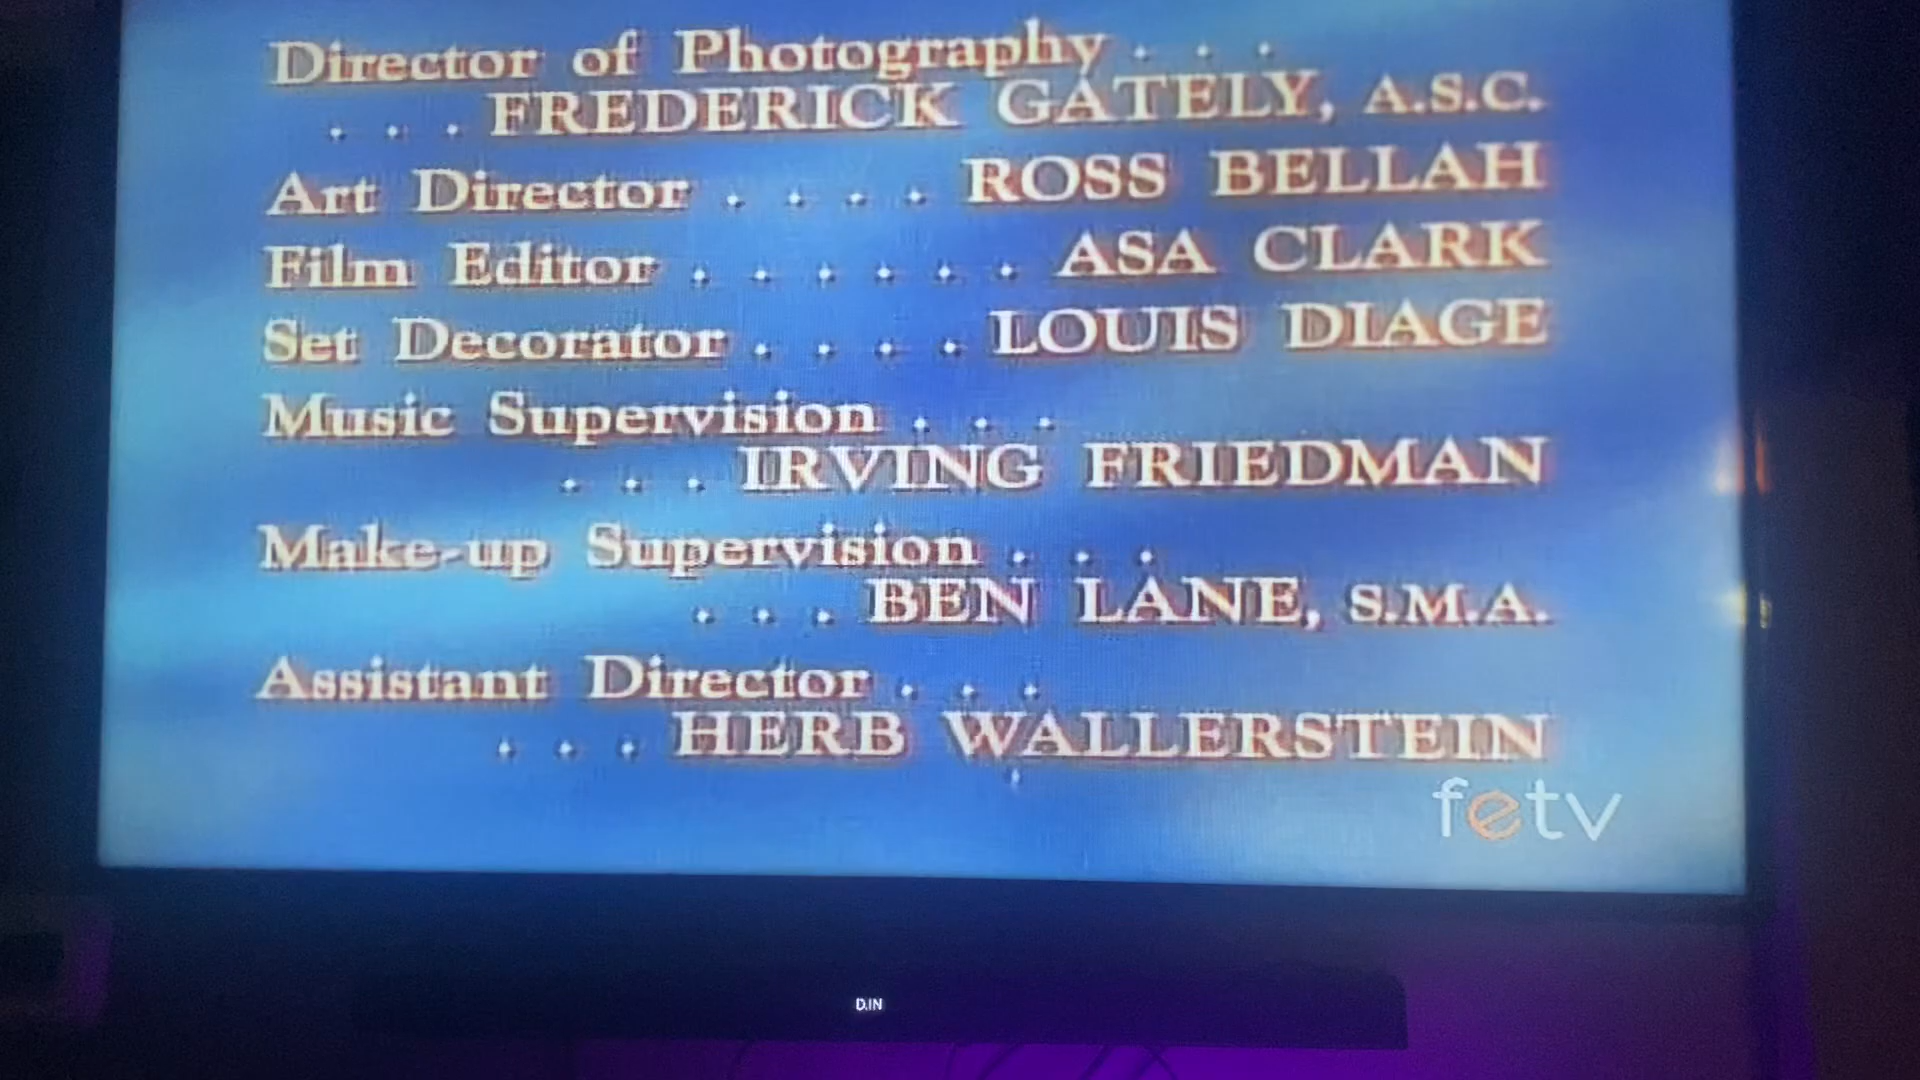 Director of Photography . . .
. . . FREDERICK GATELY, A.S.C.
Art Director . . . . ROSS BELLAH
Film Editor . . . . . . ASA CLARK
Set Decorator . . . . LOUIS DIAGE
Music Supervision . . .
. . . IRVING FRIEDMAN
Make-up Supervision . . .
. . . BEN LANE, S.M.A.
Assistant Director . . .
. . . HERB WALLERSTEIN
fetv
D.IN